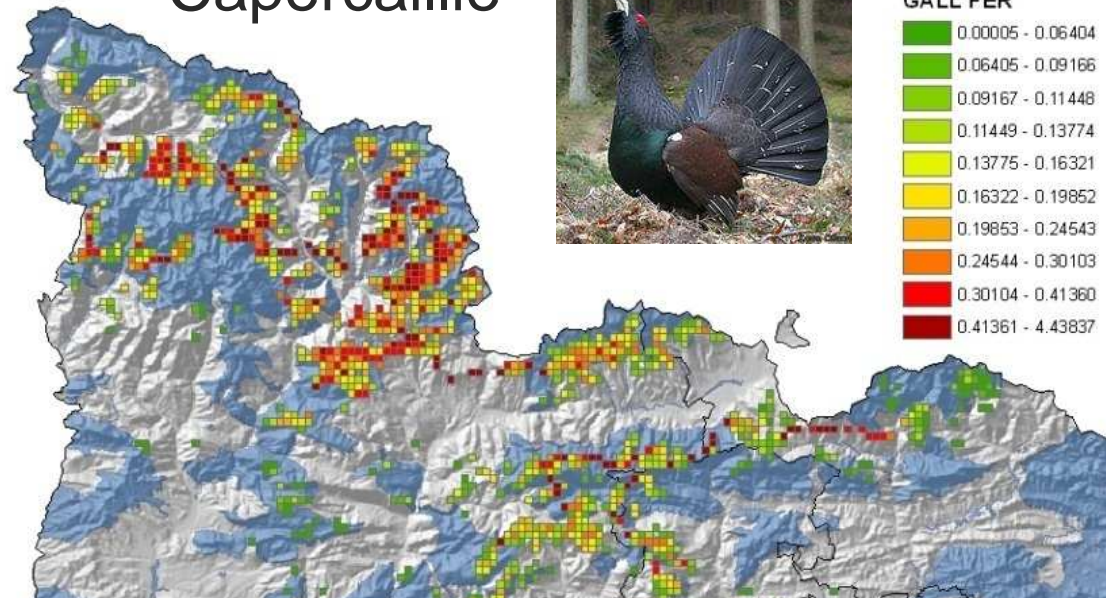 Capercaillie
GALL PER
0.00005 - 0.06404
0.06405 - 0.09166
0.09167 - 0.11448
0.11449 - 0.13774
0.13775 - 0.16321
0.16322 - 0.19852
0.19853 - 0.24543
0.24544 - 0.30103
0.30104 - 0.41360
0.41361 - 4.43837